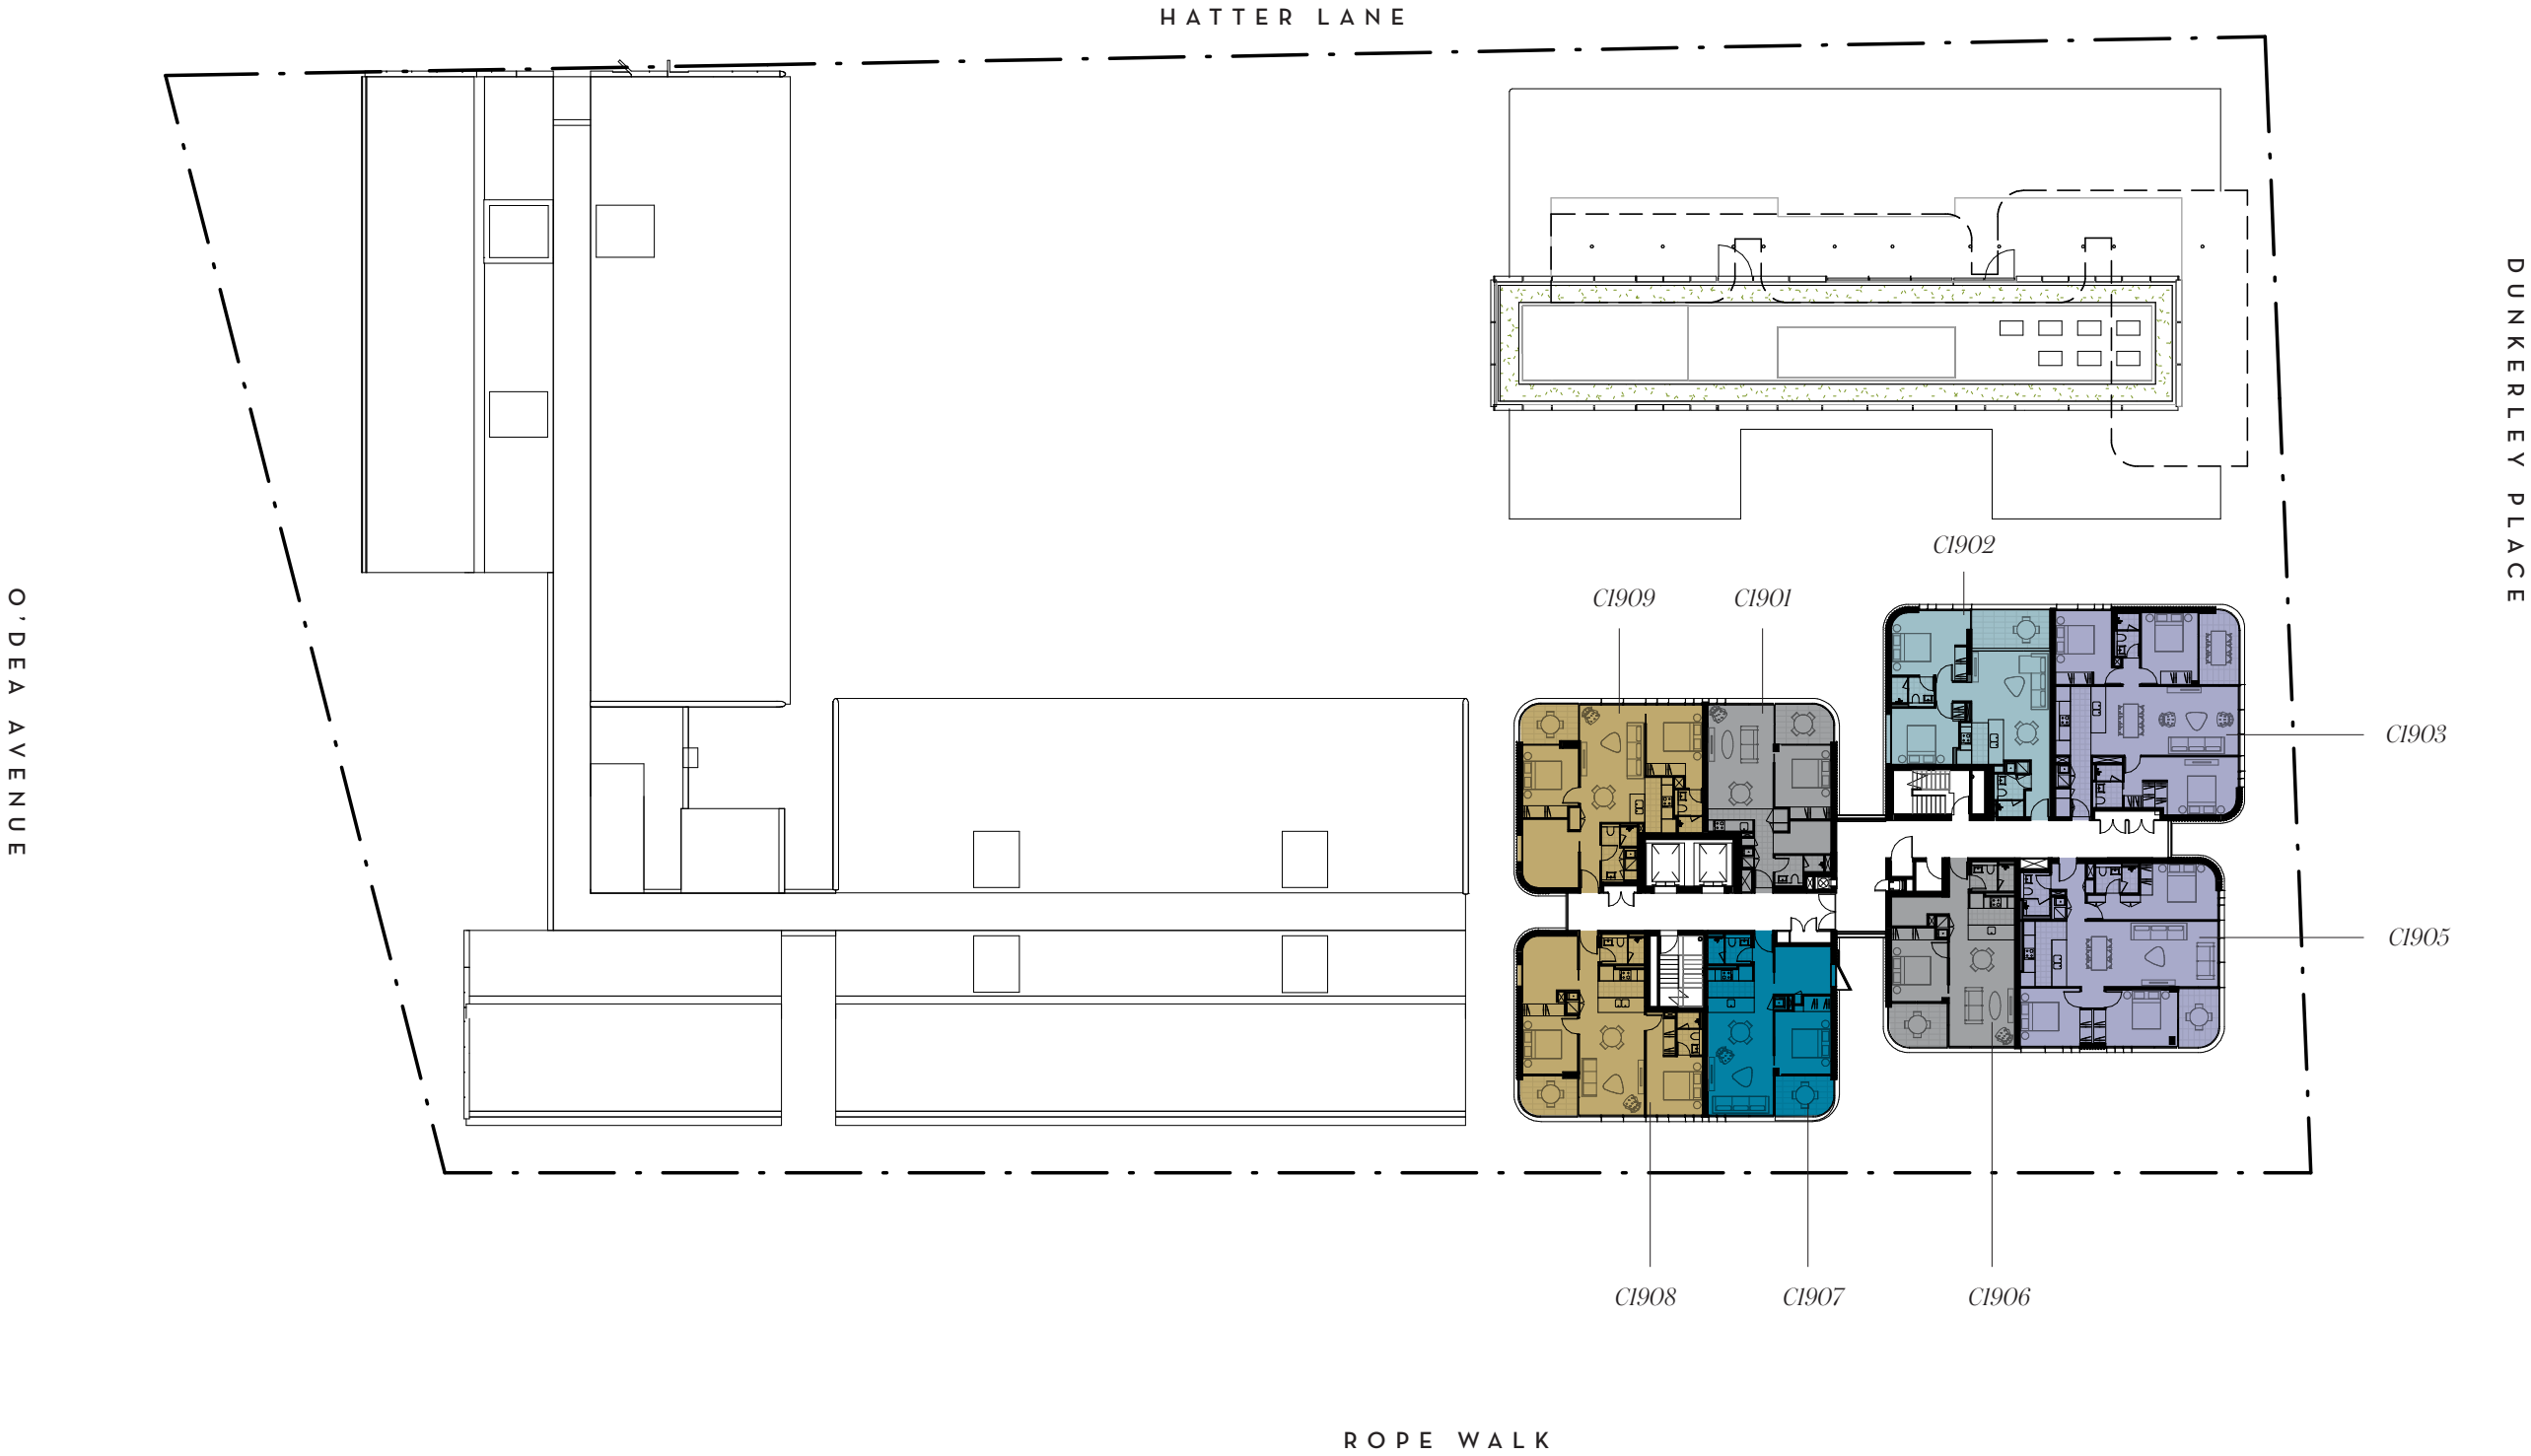 HATTER LANE
DUNKERLEY PLACE
C1902
C1909
C1901
O'DEA AVENUE
C1903
C1905
C1908
C1907
C1906
ROPE WALK